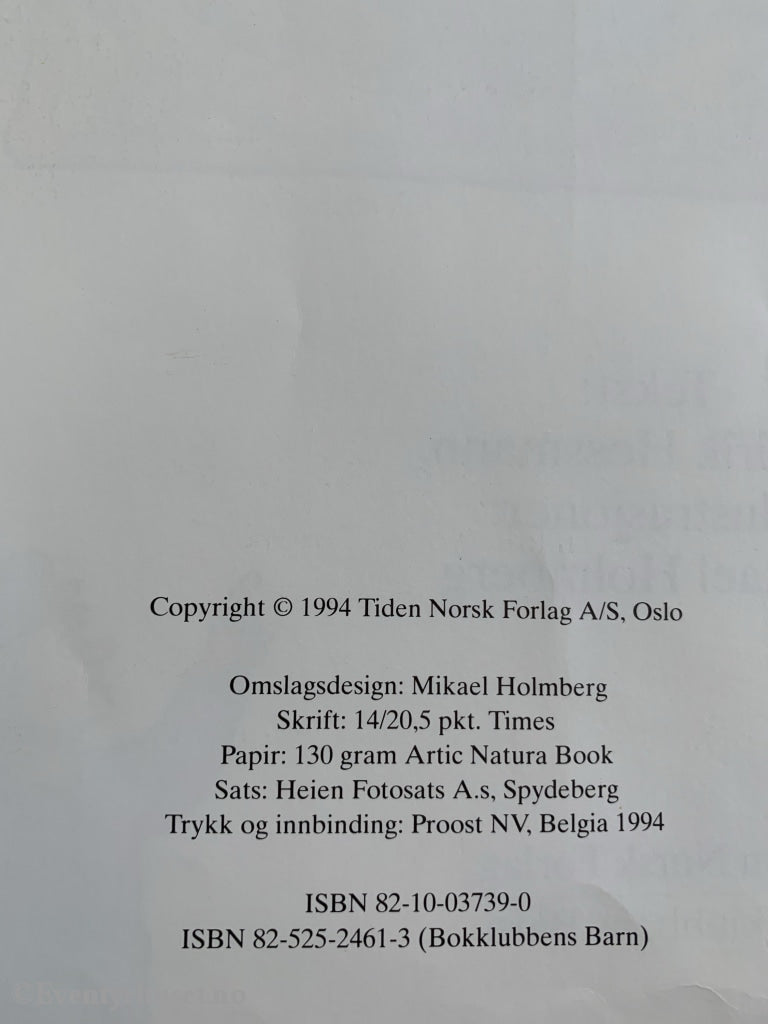 Copyright © 1994 Tiden Norsk Forlag A/S, Oslo
Omslagsdesign: Mikael Holmberg
Skrift: 14/20,5 pkt. Times
Papir: 130 gram Artic Natura Book
Sats: Heien Fotosats A.s, Spydeberg
Trykk og innbinding: Proost NV, Belgia 1994
ISBN 82-10-03739-0
ISBN 82-525-2461-3 (Bokklubbens Barn)